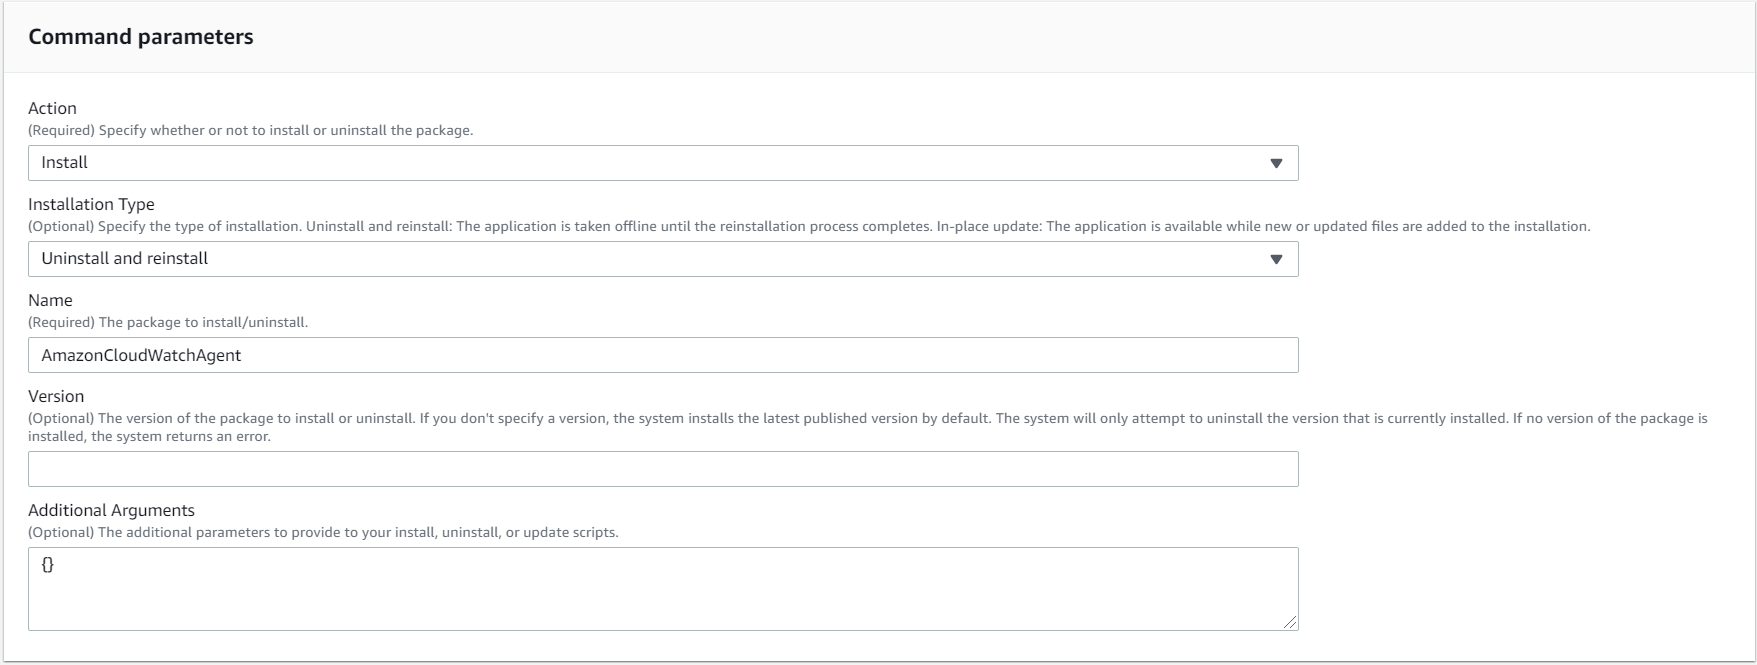 Command parameters
Action
(Required) Specify whether or not to install or uninstall the package.
Install
Installation Type
(Optional) Specify the type of installation. Uninstall and reinstall: The application is taken offline until the reinstallation process completes. In-place update: The application is available while new or updated files are added to the installation.
Uninstall and reinstall
Name
(Required) The package to install/uninstall.
AmazonCloudWatchAgent
Version
(Optional) The version of the package to install or uninstall. If you don't specify a version, the system installs the latest published version by default. The system will only attempt to uninstall the version that is currently installed. If no version of the package is
installed, the system returns an error.
Additional Arguments
(Optional) The additional parameters to provide to your install, uninstall, or update scripts.
{}